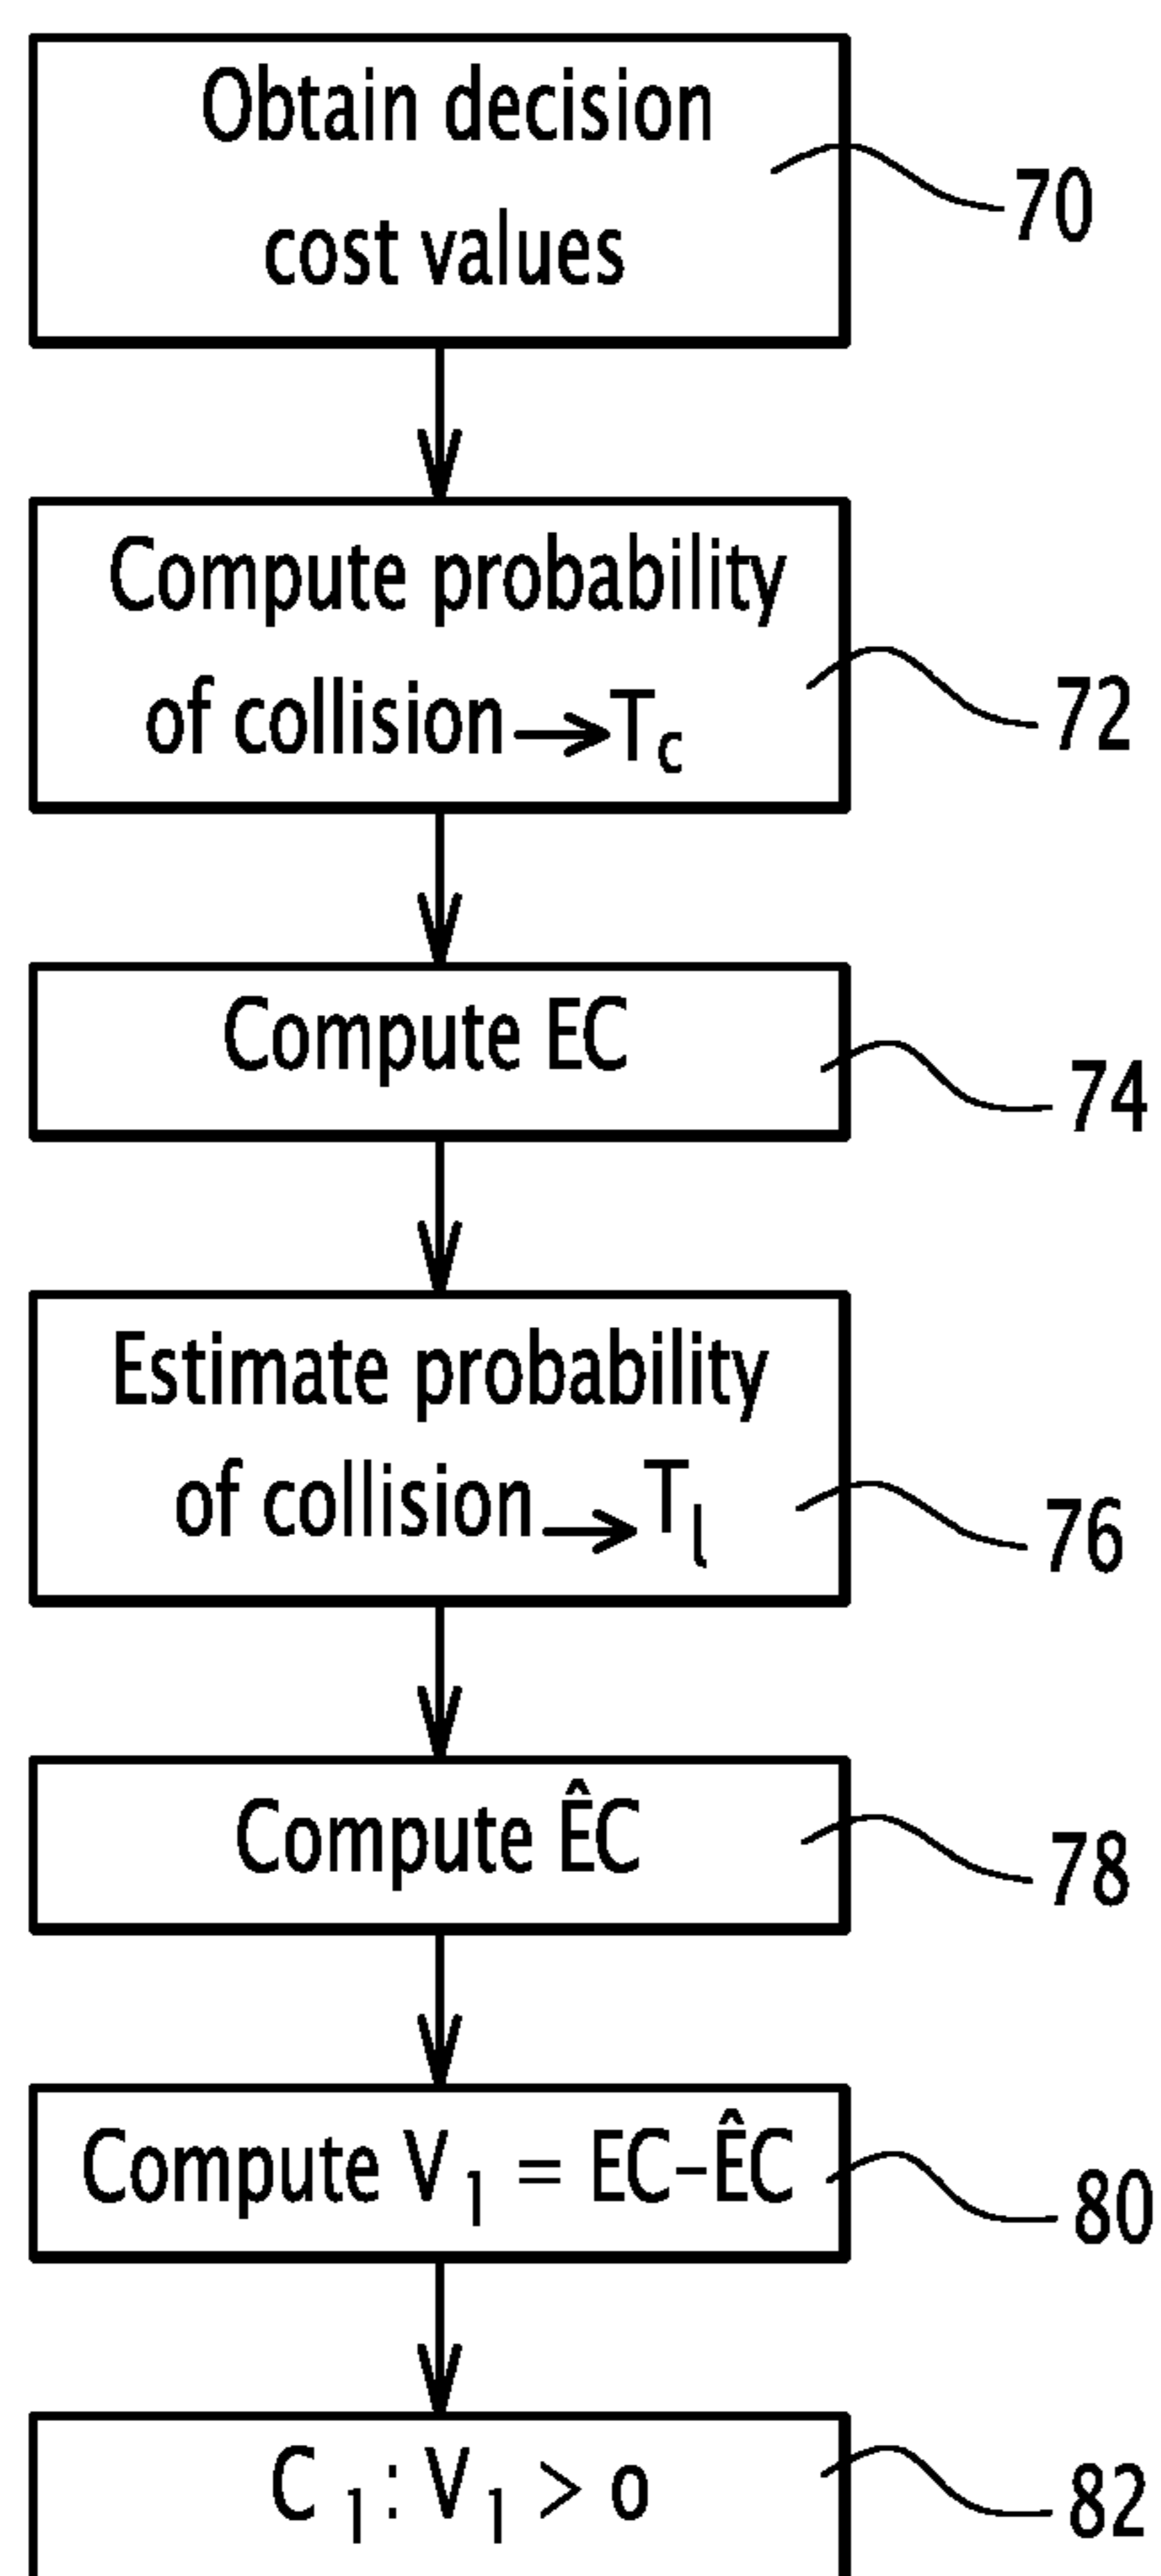 Obtain decision
cost values
70
Compute probability
of collision→Tc
72
Compute EC
74
Estimate probability
of collision→Tl
76
Compute ÊC
78
Compute V1 = EC-ÊC
80
C1: V1 > o
82